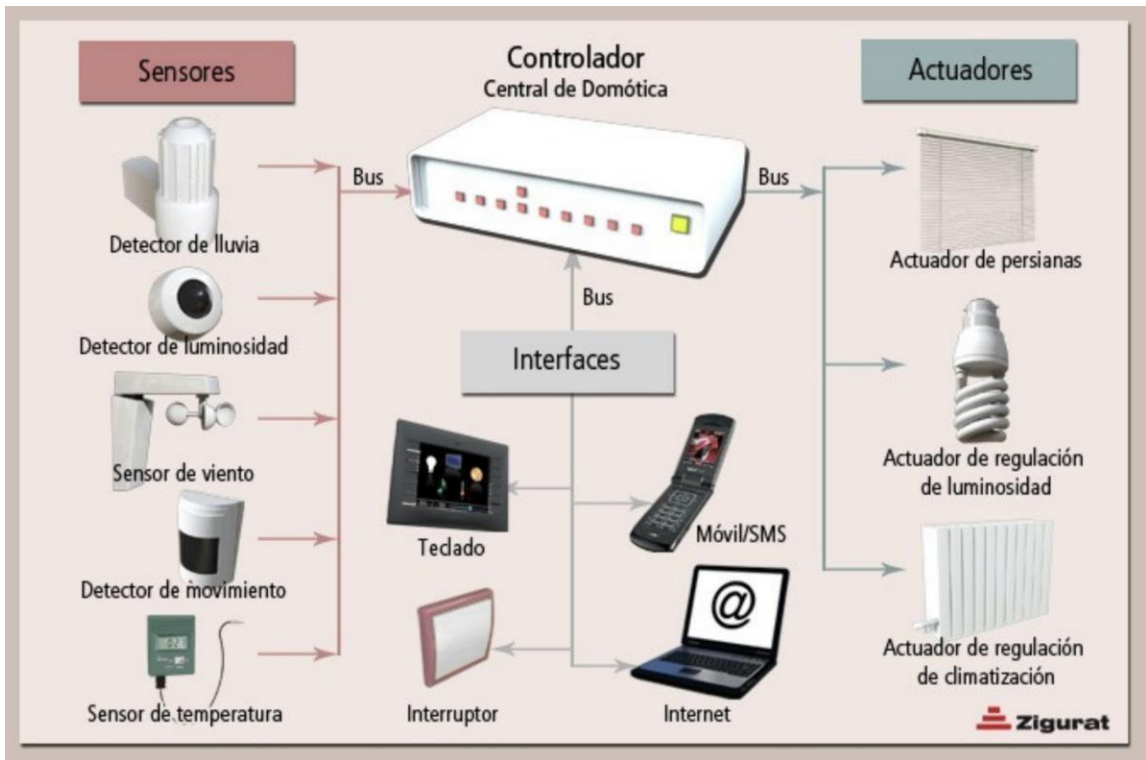 Sensores
Controlador
Central de Domótica
Actuadores
Bus
Bus
Detector de lluvia
Actuador de persianas
Bus
Detector de luminosidad
Interfaces
Sensor de viento
Actuador de regulación
de luminosidad
Teclado
Móvil/SMS
Detector de movimiento
@
Actuador de regulación
de climatización
Sensor de temperatura
Interruptor
Internet
Zigurat